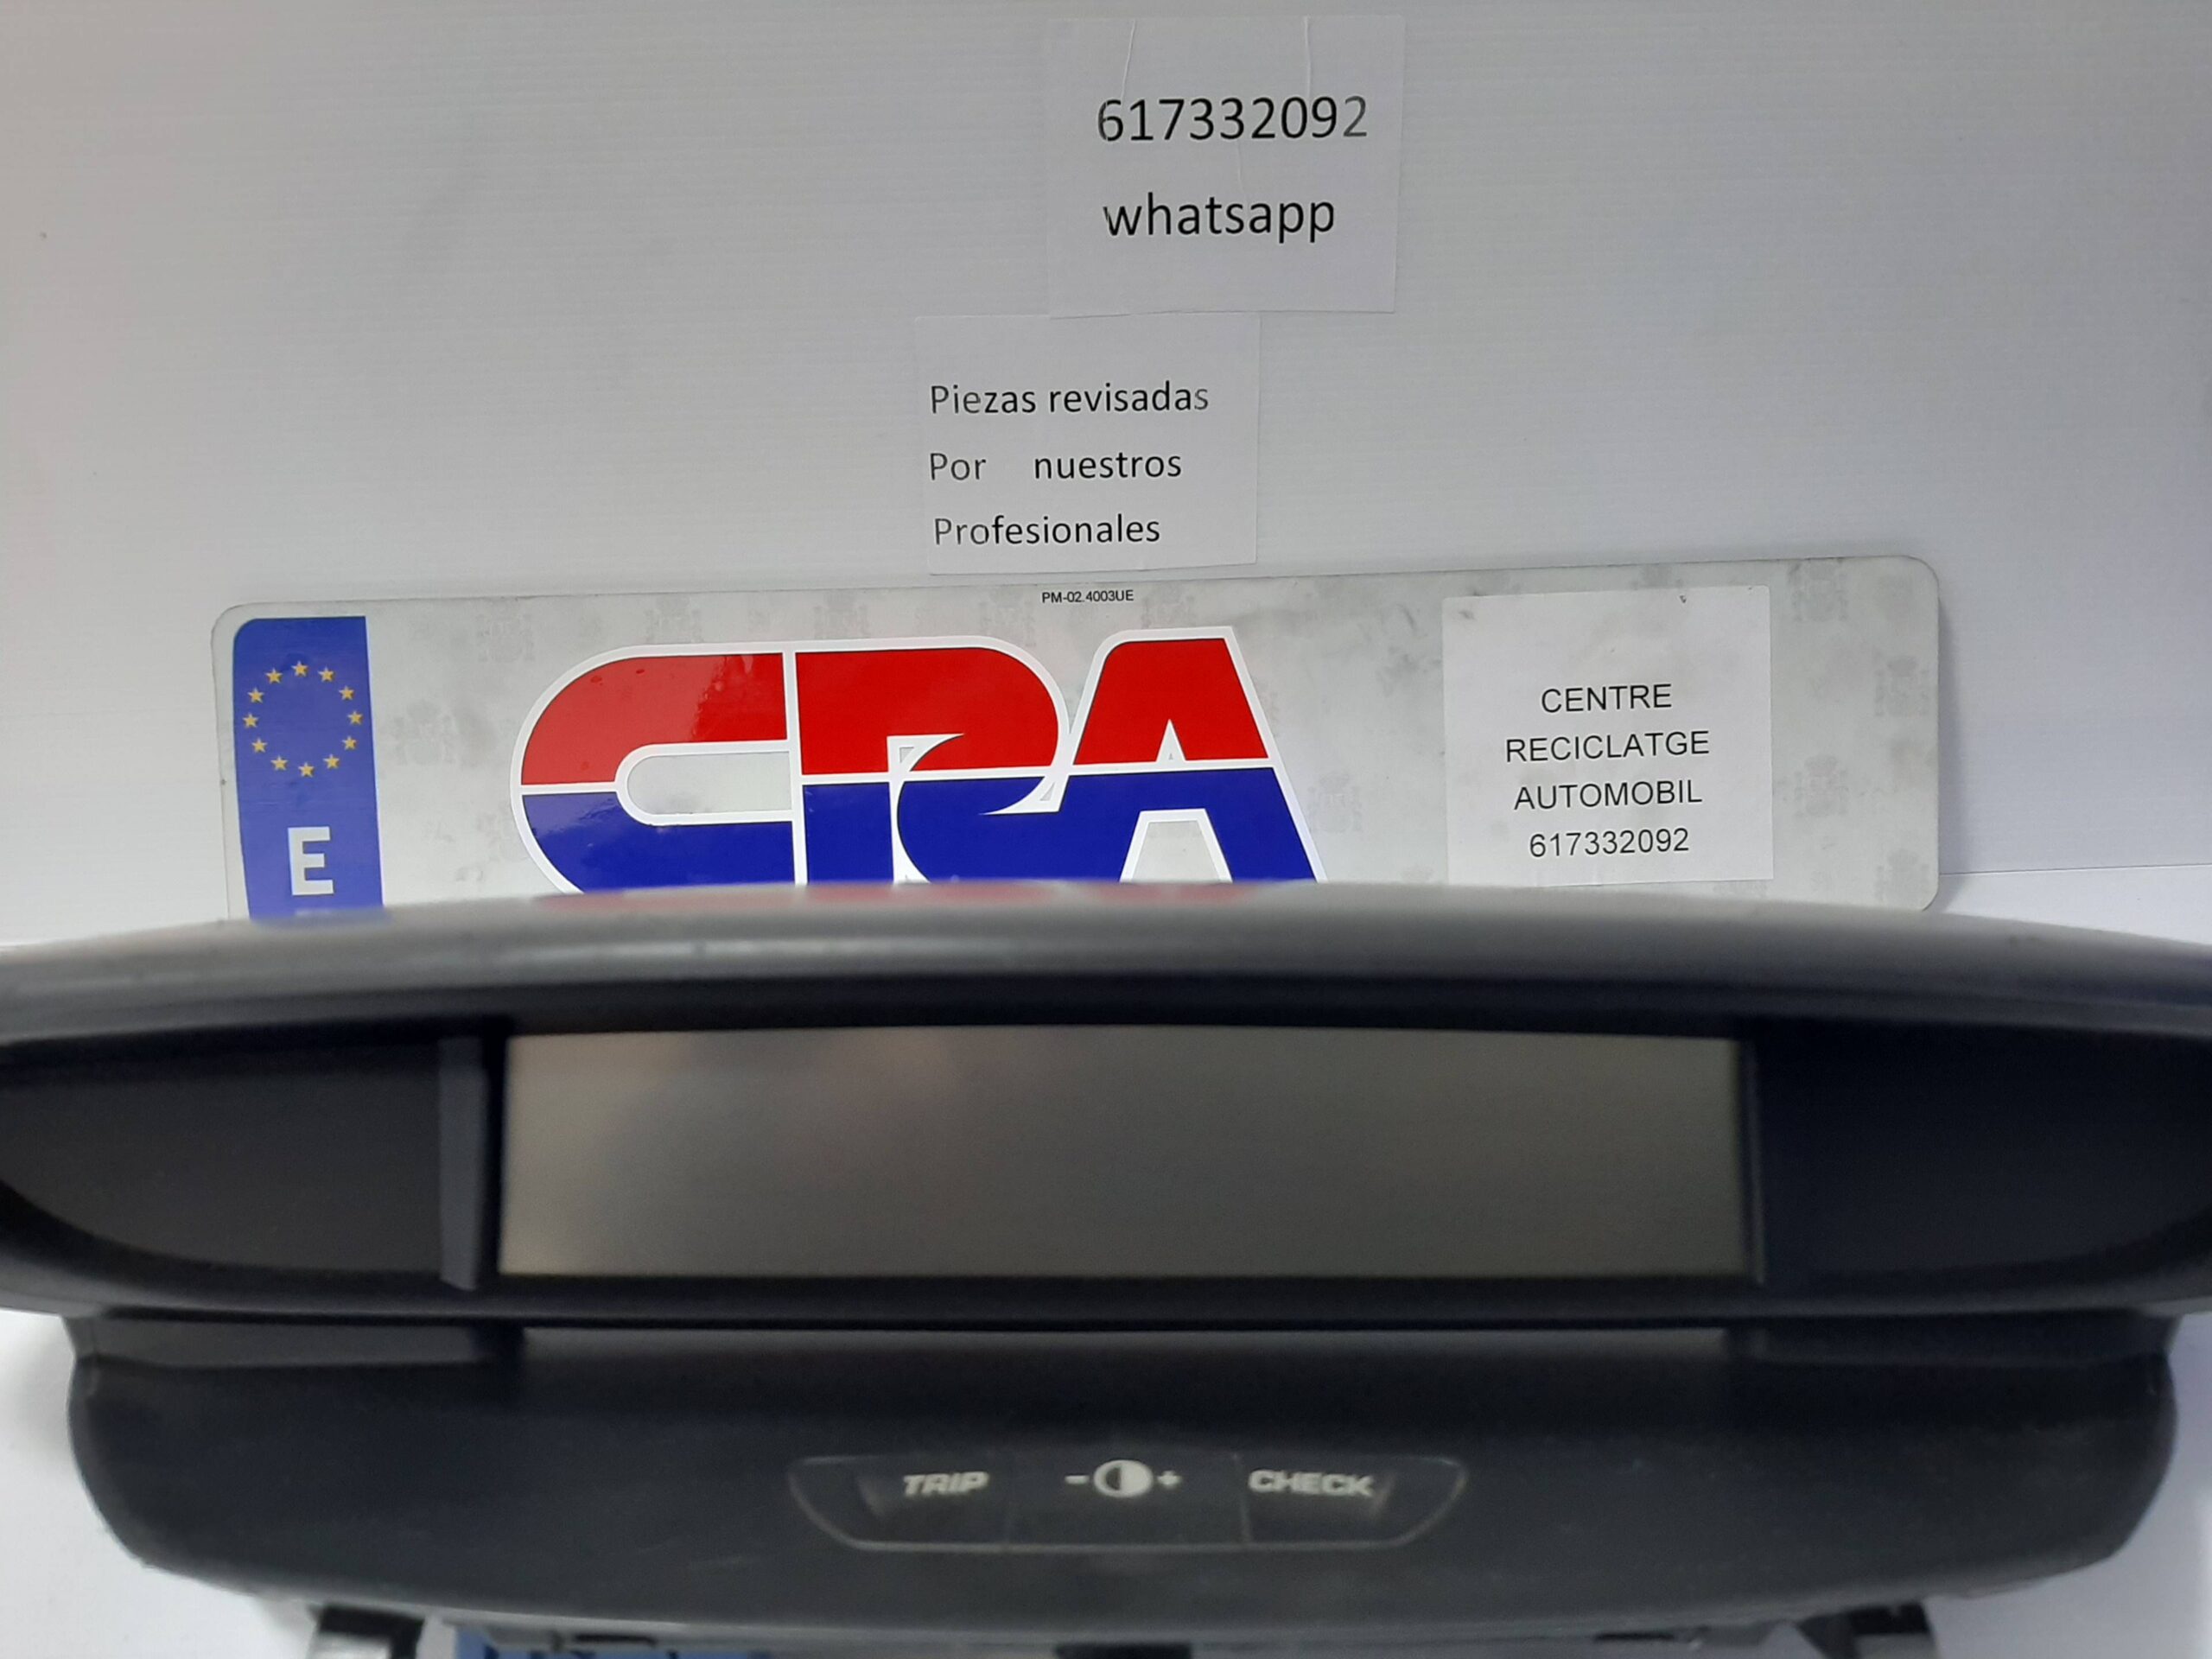 617332092
whatsapp
Piezas revisadas
Por nuestros
Profesionales
PM-02.4003UE
E
CRA
CENTRE
RECICLATGE
AUTOMOBIL
617332092
TRIP - + CHECK